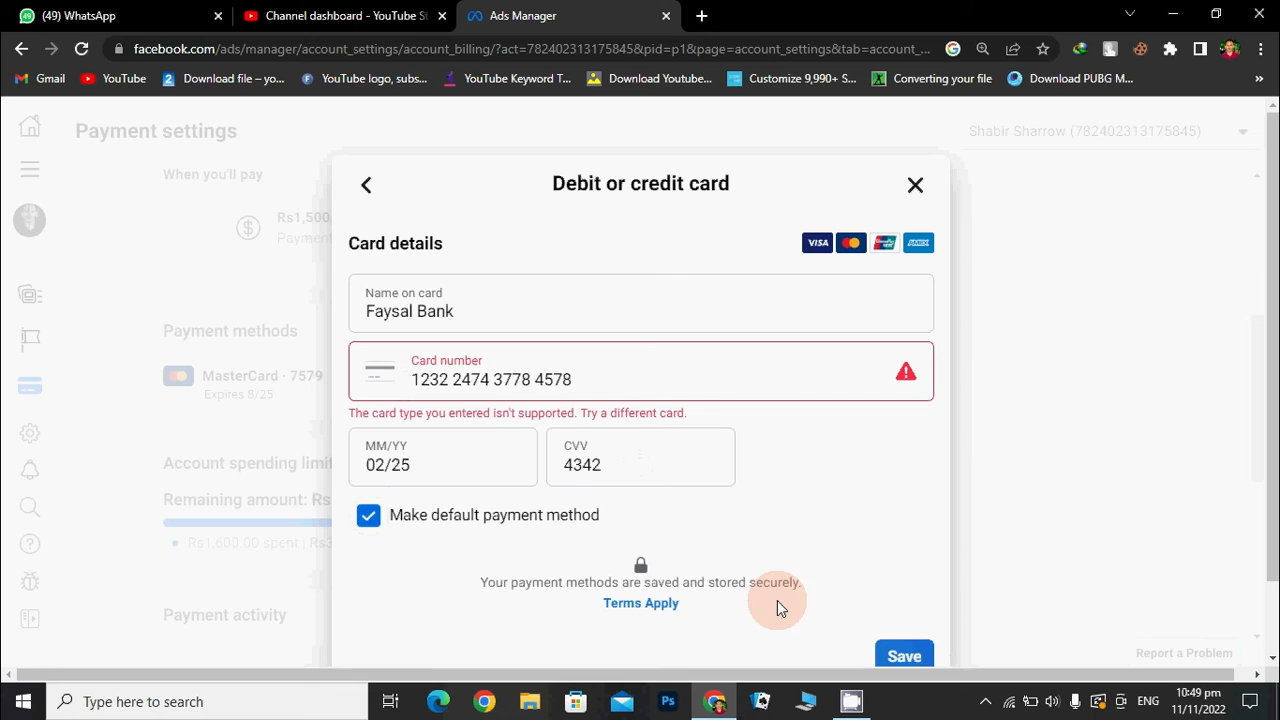 (49) WhatsApp
Channel dashboard - YouTube St
Ads Manager
facebook.com/ads/manager/account_settings/account_billing/?act=782402313175845&pid=p1&page=account_settings&tab=account_...
Gmail
YouTube
Download file – yo...
YouTube logo, subs...
YouTube Keyword T...
Download Youtube...
Customize 9,990+ S...
Converting your file...
Download PUBG M...
»
Payment settings
Shabir Sharrow (782402313175845)
When you'll pay
Rs1,500
Payment
Payment methods
MasterCard · 7579
Expires 8/25
Account spending limit
Remaining amount: Rs
Rs1,600.00 spent | Rs3
Payment activity
Debit or credit card
Card details
VISA
Name on card
Faysal Bank
Card number
1232 2474 3778 4578
The card type you entered isn't supported. Try a different card.
MM/YY
02/25
CVV
4342
Make default payment method
Your payment methods are saved and stored securely.
Terms Apply
Save
Report a Problem
Type here to search
Ps
ENG
10:49 pm
11/11/2022